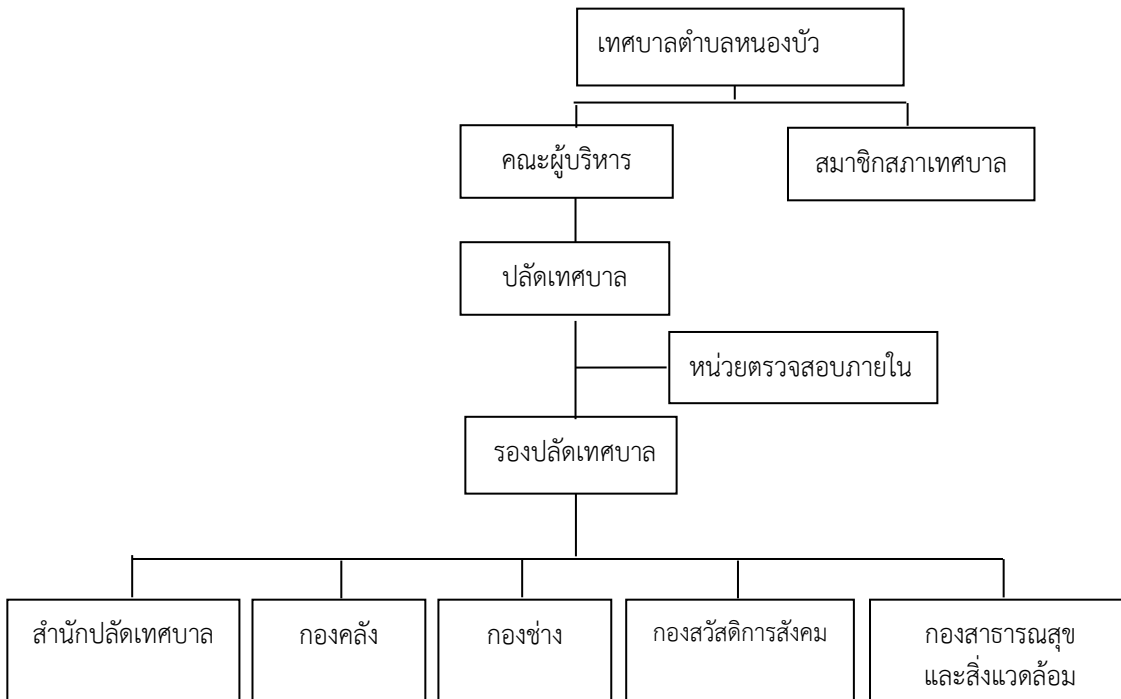 เทศบาลตำบลหนองบัว
คณะผู้บริหาร
สมาชิกสภาเทศบาล
ปลัดเทศบาล
หน่วยตรวจสอบภายใน
รองปลัดเทศบาล
สำนักปลัดเทศบาล
กองคลัง
กองช่าง
กองสวัสดิการสังคม
กองสาธารณสุข
และสิ่งแวดล้อม